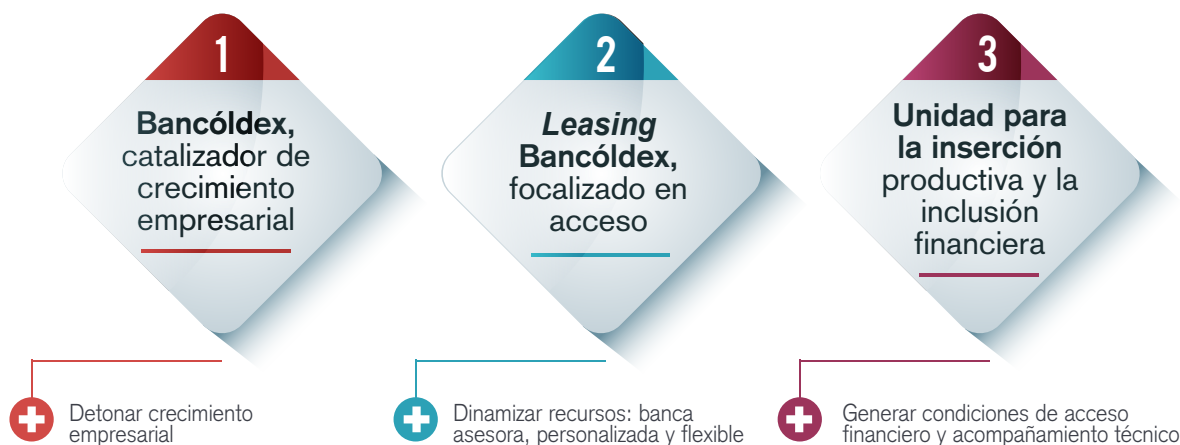 1
Bancóldex,
catalizador de
crecimiento
empresarial
Detonar crecimiento
empresarial
2
Leasing
Bancóldex,
focalizado en
acceso
Dinamizar recursos: banca
asesora, personalizada y flexible
3
Unidad para
la inserción
productiva y la
inclusión
financiera
Generar condiciones de acceso
financiero y acompañamiento técnico